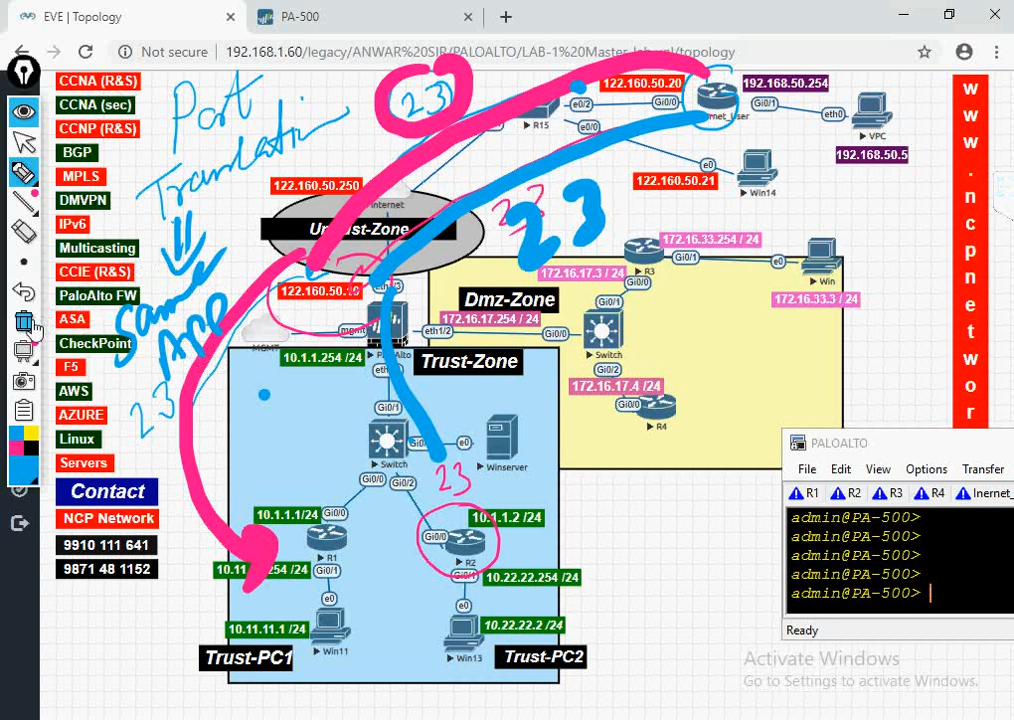 EVE | Topology
PA-500
Not secure
192.168.1.60/legacy/ANWAR%20SIR/PALOALTO/LAB-1%20Master
topology
CCNA (R&S)
CCNA (sec)
CCNP (R&S)
BGP
MPLS
DMVPN
IPv6
Multicasting
CCIE (R&S)
PaloAlto FW
ASA
CheckPoint
F5
AWS
AZURE
Linux
Servers
Contact
NCP Network
9910 111 641
9871 48 1152
Port
Translation
Same
App
23
23
23
23
23
122.160.50.20
192.168.50.254
R15
e0/2
Gi0/0
Gi0/1
eth0
VPC
192.168.50.5
e0/0
e0
122.160.50.21
Win14
122.160.50.250
Internet
122.160.50.
172.16.33.254 / 24
R3
Gi0/1
e0
Win
172.16.33.3 / 24
172.16.17.3 / 24
Gi0/1
Dmz-Zone
172.16.17.254 / 24
eth1/2
Gi0/0
Switch
Gi0/2
172.16.17.4 / 24
Gi0/0
R4
MGMT
mgmt
10.1.1.254 /24
Trust-Zone
Gi0/1
Switch
e0
Winserver
Gi0/0
Gi0/2
10.1.1.1/24
Gi0/0
R1
10.1.1.2 /24
Gi0/0
R2
254 /24
Gi0/1
Gi0/1
10.22.22.254 /24
e0
e0
10.11.11.1 /24
Win11
10.22.22.2 /24
Win13
Trust-PC1
Trust-PC2
www.ncpnetwor
PALOALTO
File Edit View Options Transfer
R1 R2 R3 R4 Inernet_
admin@PA-500>
admin@PA-500>
admin@PA-500>
admin@PA-500>
admin@PA-500>
Ready
Activate Windows
Go to Settings to activate Windows.